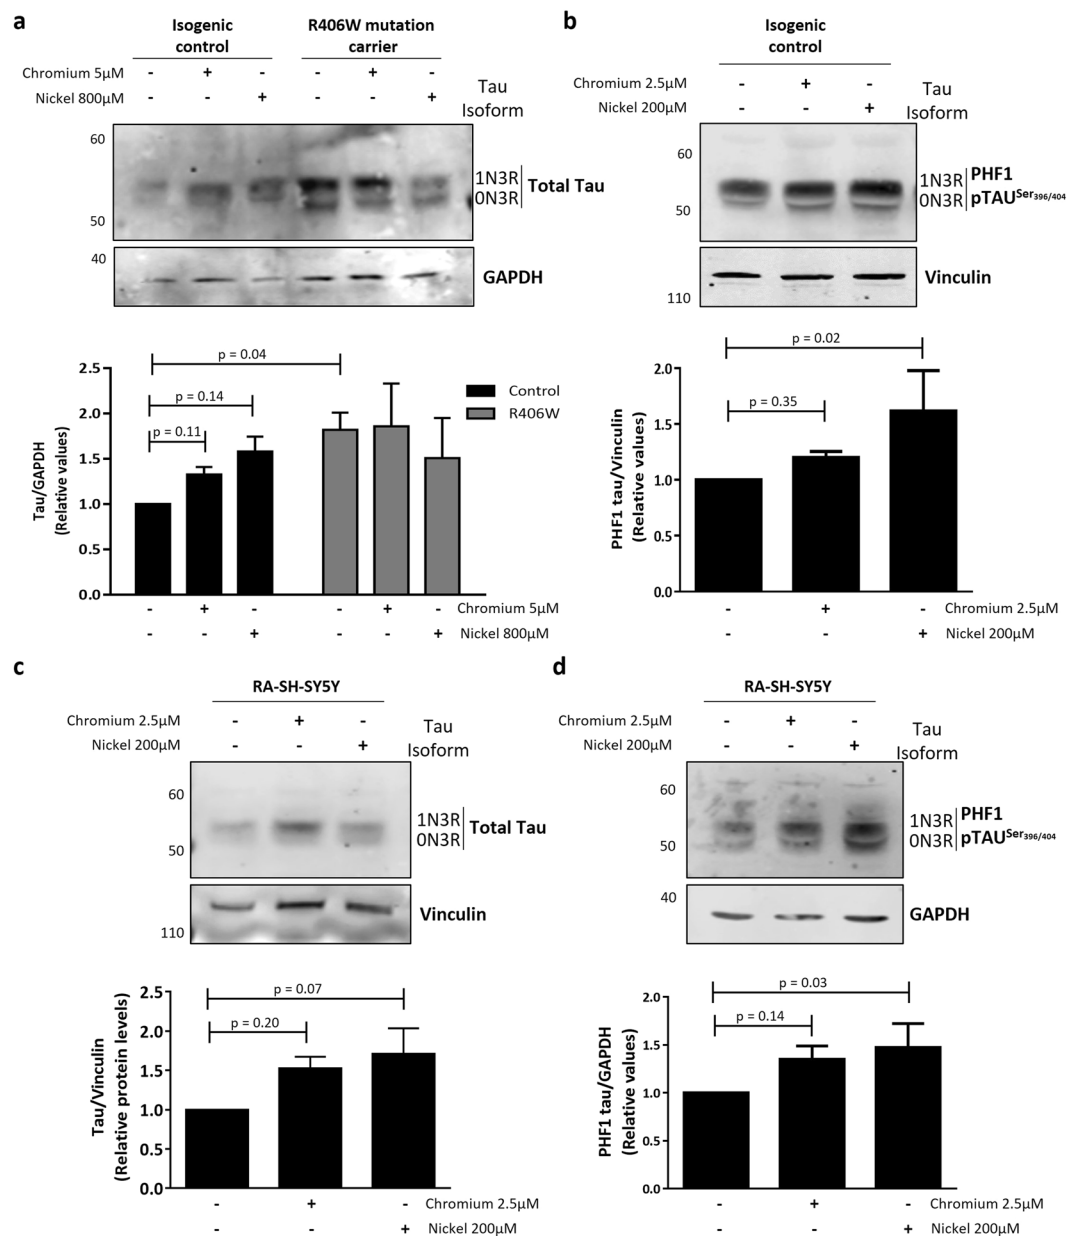 a
Isogenic
control
R406W mutation
carrier
Chromium 5µM - + - - + -
Nickel 800µM - - + - - +
Tau
Isoform
60
50
1N3R
0N3R
Total Tau
40
GAPDH
p = 0.04
p = 0.14
p = 0.11
Control
R406W
Tau/GAPDH
(Relative values)
2.5
2.0
1.5
1.0
0.5
0.0
- + - - + - Chromium 5µM
- - + - - + Nickel 800µM
b
Isogenic
control
Chromium 2.5µM - + -
Nickel 200µM - - +
Tau
Isoform
60
50
1N3R
0N3R
PHF1
pTAUSer396/404
Vinculin
110
p = 0.02
p = 0.35
PHF1 tau/Vinculin
(Relative values)
2.0
1.5
1.0
0.5
0.0
- + - Chromium 2.5µM
- - + Nickel 200µM
c
RA-SH-SY5Y
Chromium 2.5µM - + -
Nickel 200µM - - +
Tau
Isoform
60
50
1N3R
0N3R
Total Tau
Vinculin
110
p = 0.07
p = 0.20
Tau/Vinculin
(Relative protein levels)
2.5
2.0
1.5
1.0
0.5
0.0
- + - Chromium 2.5µM
- - + Nickel 200µM
d
RA-SH-SY5Y
Chromium 2.5µM - + -
Nickel 200µM - - +
Tau
Isoform
60
50
1N3R
0N3R
PHF1
pTAUSer396/404
40
GAPDH
p = 0.03
p = 0.14
PHF1 tau/GAPDH
(Relative values)
2.0
1.5
1.0
0.5
0.0
- + - Chromium 2.5µM
- - + Nickel 200µM